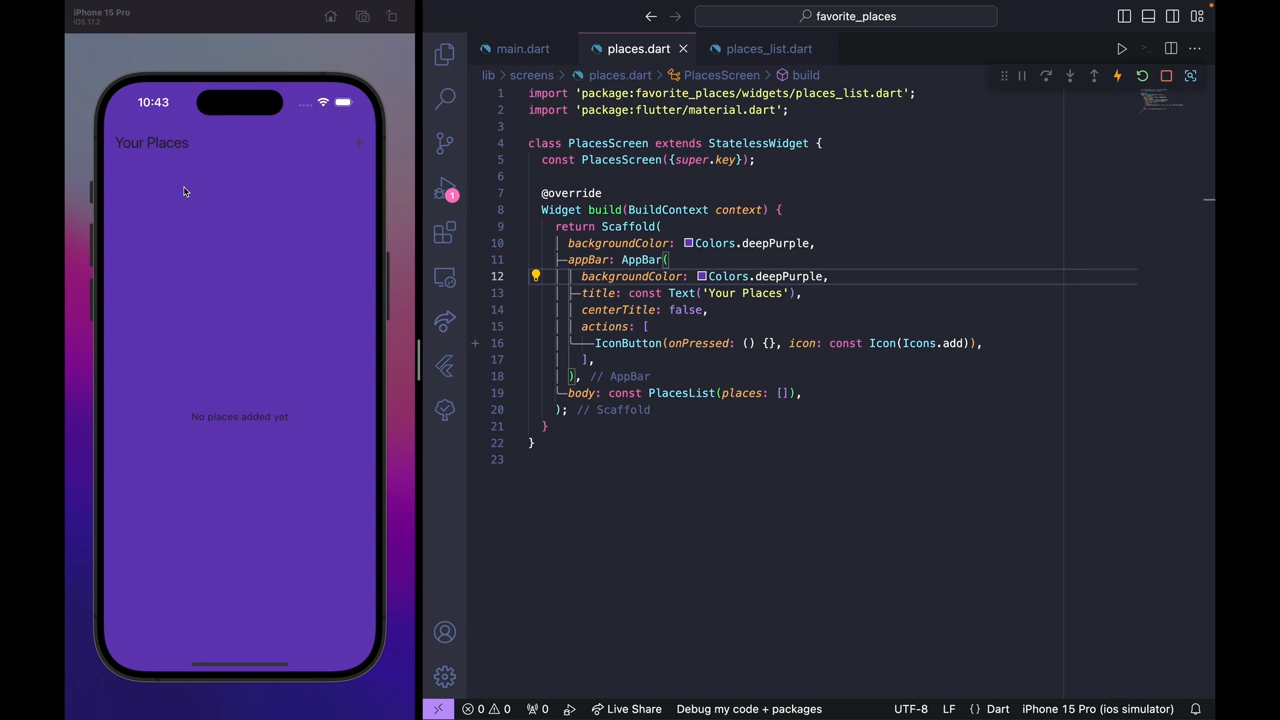 iPhone 15 Pro
iOS 17.2
10:43
Your Places
+
No places added yet
favorite_places
main.dart
places.dart
places_list.dart
lib > screens > places.dart > PlacesScreen > build
1 import 'package:favorite_places/widgets/places_list.dart';
2 import 'package:flutter/material.dart';
3
4 class PlacesScreen extends StatelessWidget {
5 const PlacesScreen({super.key});
6
7 @override
8 Widget build(BuildContext context) {
9 return Scaffold(
10 backgroundColor: Colors.deepPurple,
11 appBar: AppBar(
12 backgroundColor: Colors.deepPurple,
13 title: const Text('Your Places'),
14 centerTitle: false,
15 actions: [
16 IconButton(onPressed: () {}, icon: const Icon(Icons.add)),
17 ],
18 ), // AppBar
19 body: const PlacesList(places: []),
20 ); // Scaffold
21 }
22 }
23
1
0 0 0 Live Share Debug my code + packages UTF-8 LF {} Dart iPhone 15 Pro (ios simulator)